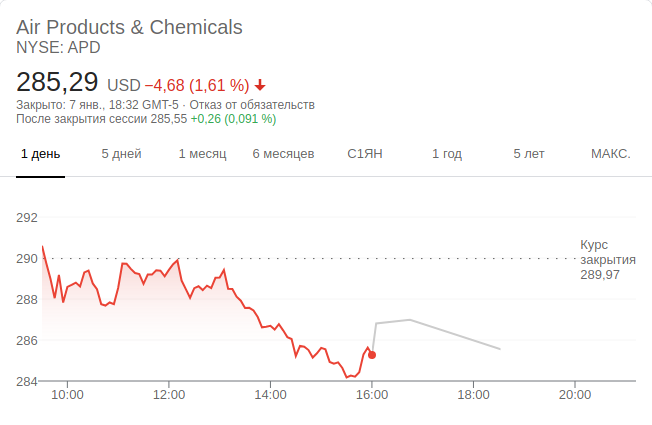 Air Products & Chemicals
NYSE: APD
285,29 USD −4,68 (1,61 %)
Закрыто: 7 янв., 18:32 GMT-5 · Отказ от обязательств
После закрытия сессии 285,55 +0,26 (0,091 %)
1 день 5 дней 1 месяц 6 месяцев С1ЯН 1 год 5 лет МАКС.
292
290
288
286
284
Курс
закрытия
289,97
10:00 12:00 14:00 16:00 18:00 20:00